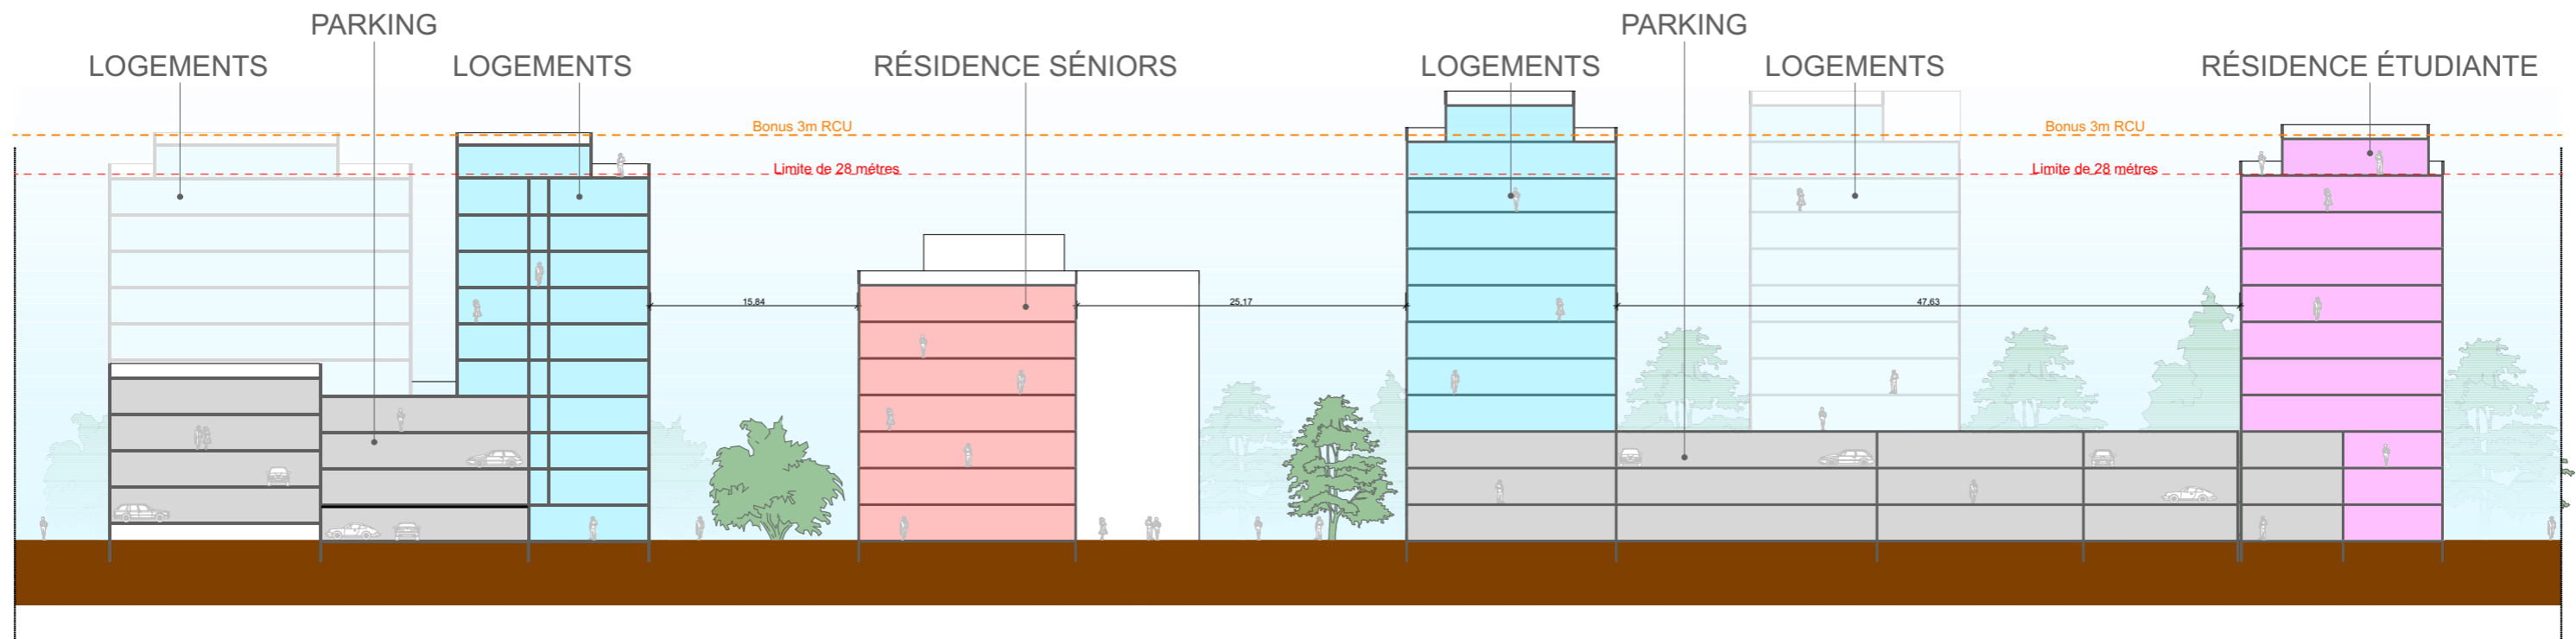 PARKING
PARKING
LOGEMENTS
LOGEMENTS
RÉSIDENCE SÉNIORS
LOGEMENTS
LOGEMENTS
RÉSIDENCE ÉTUDIANTE
Bonus 3m RCU
Bonus 3m RCU
Limite de 28 métres
Limite de 28 métres
15,84
25,17
47,63